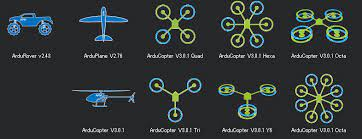 ArduRover v2.43
ArduPlane V2.76
ArduCopter V3.0.1 Quad
ArduCopter V3.0.1 Hexa
ArduCopter V3.0.1 Octa
ArduCopter V3.0.1
ArduCopter V3.0.1 Tri
ArduCopter V3.0.1 Y6
ArduCopter V3.0.1 Octa